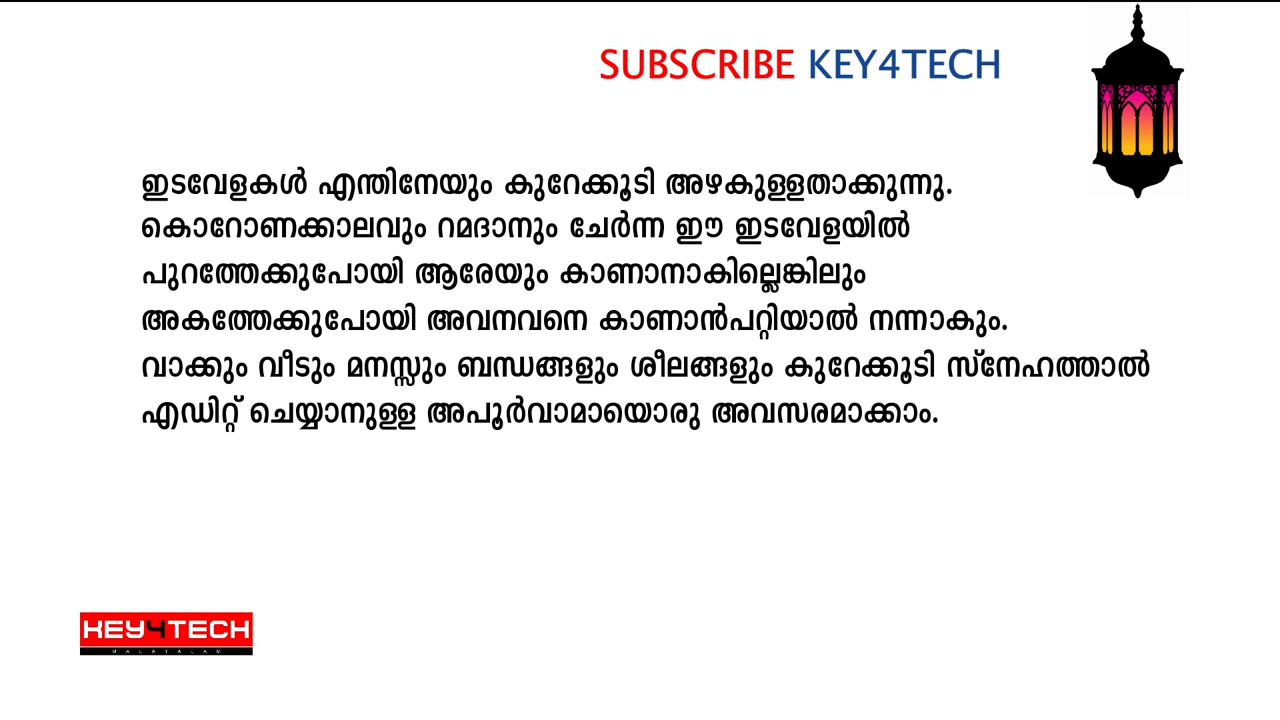 SUBSCRIBE KEY4TECH
ഇടവേളകൾ എന്തിനേയും കുറേക്കൂടി അഴകുള്ളതാക്കുന്നു.
കൊറോണക്കാലവും റമദാനും ചേർന്ന ഈ ഇടവേളയിൽ
പുറത്തേക്കുപോയി ആരേയും കാണാനാകില്ലെങ്കിലും
അകത്തേക്കുപോയി അവനവനെ കാണാൻപറ്റിയാൽ നന്നാകും.
വാക്കും വീടും മനസ്സും ബന്ധങ്ങളും ശീലങ്ങളും കുറേക്കൂടി സ്നേഹത്താൽ
എഡിറ്റ് ചെയ്യാനുള്ള അപൂർവാമായൊരു അവസരമാക്കാം.
KEY4TECH
MALAYALAM